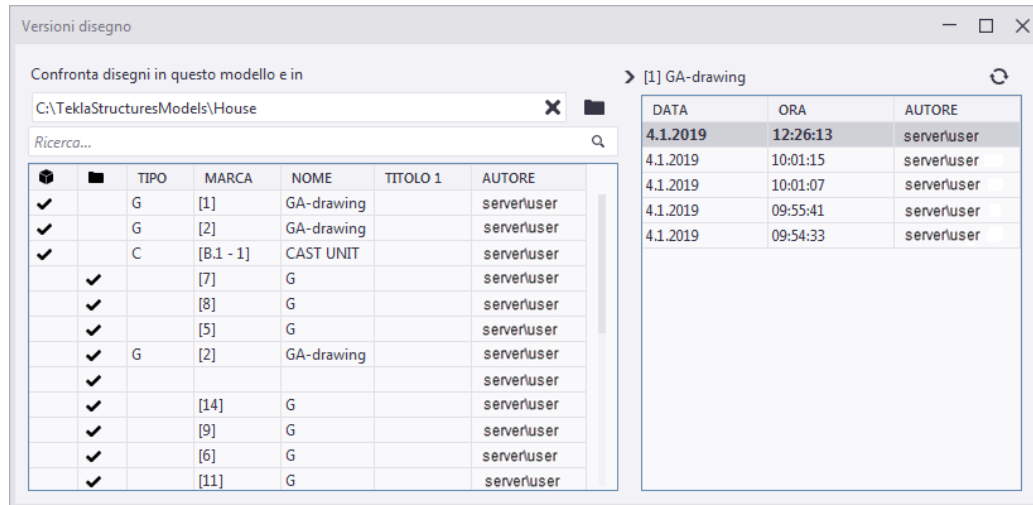 Versioni disegno
Confronta disegni in questo modello e in
C:\TeklaStructuresModels\House
Ricerca...
TIPO MARCA NOME TITOLO 1 AUTORE
G [1] GA-drawing server\user
G [2] GA-drawing server\user
C [B.1 - 1] CAST UNIT server\user
[7] G server\user
[8] G server\user
[5] G server\user
G [2] GA-drawing server\user
server\user
[14] G server\user
[9] G server\user
[6] G server\user
[11] G server\user
[1] GA-drawing
DATA ORA AUTORE
4.1.2019 12:26:13 server\user
4.1.2019 10:01:15 server\user
4.1.2019 10:01:07 server\user
4.1.2019 09:55:41 server\user
4.1.2019 09:54:33 server\user